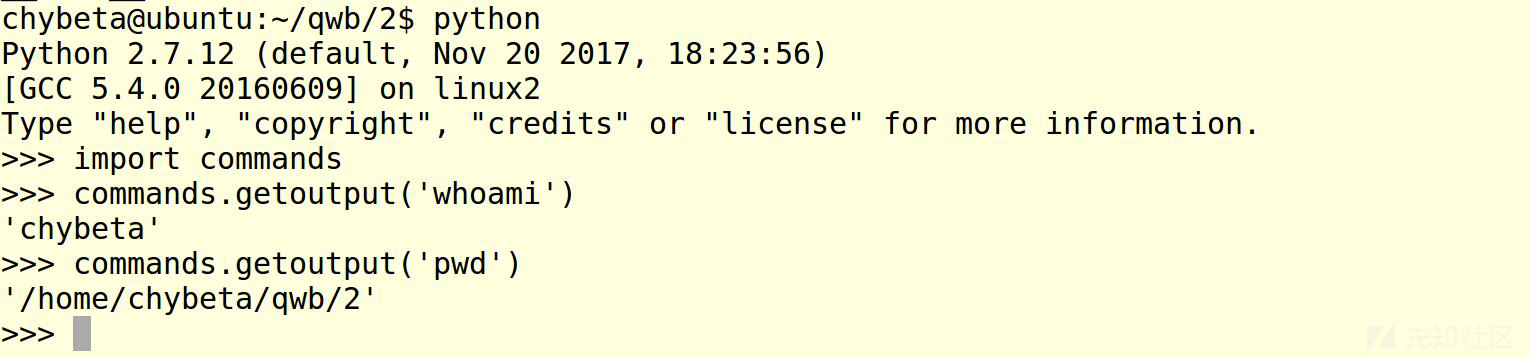 chybeta@ubuntu:~/qwb/2$ python
Python 2.7.12 (default, Nov 20 2017, 18:23:56)
[GCC 5.4.0 20160609] on linux2
Type "help", "copyright", "credits" or "license" for more information.
>>> import commands
>>> commands.getoutput('whoami')
'chybeta'
>>> commands.getoutput('pwd')
'/home/chybeta/qwb/2'
>>>
先知社区